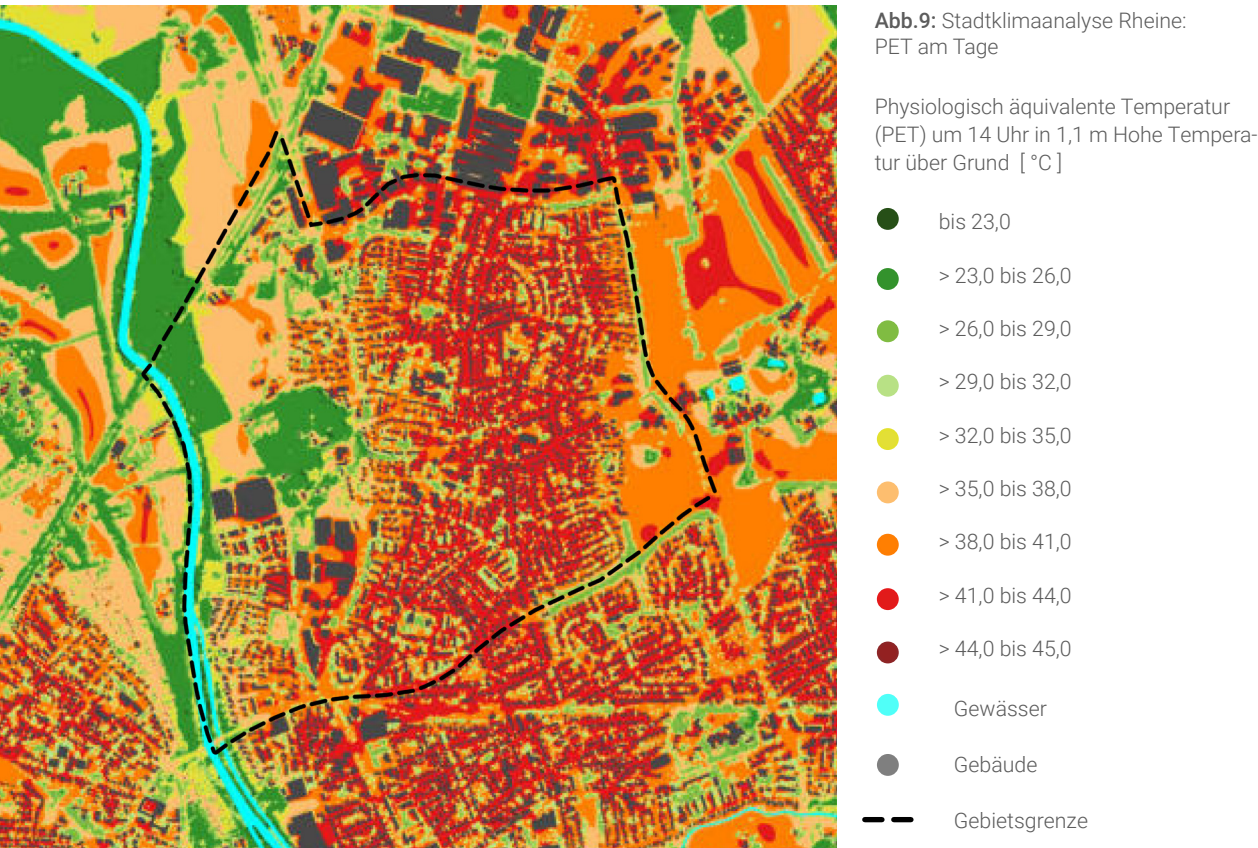 Abb.9: Stadtklimaanalyse Rheine:
PET am Tage
Physiologisch äquivalente Temperatur
(PET) um 14 Uhr in 1,1 m Hohe Tempera-
tur über Grund [ °C ]
bis 23,0
> 23,0 bis 26,0
> 26,0 bis 29,0
> 29,0 bis 32,0
> 32,0 bis 35,0
> 35,0 bis 38,0
> 38,0 bis 41,0
> 41,0 bis 44,0
> 44,0 bis 45,0
Gewässer
Gebäude
Gebietsgrenze